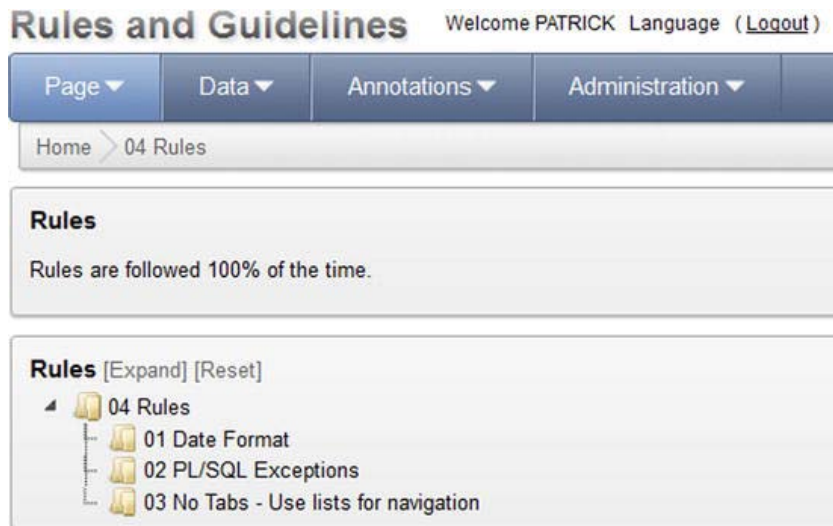 Rules and Guidelines Welcome PATRICK Language (Logout)
Page Data Annotations Administration
Home 04 Rules
Rules
Rules are followed 100% of the time.
Rules [Expand] [Reset]
04 Rules
01 Date Format
02 PL/SQL Exceptions
03 No Tabs - Use lists for navigation